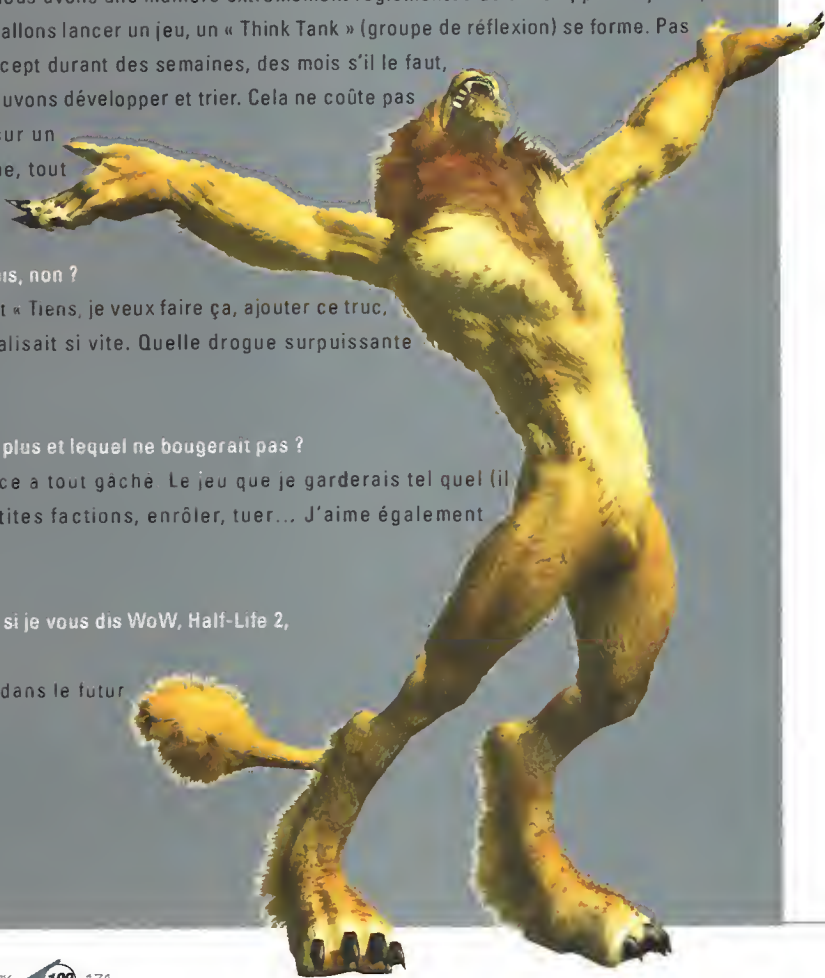 allons lancer un jeu, un « Think Tank » (groupe de réflexion) se forme. Pas
cept durant des semaines, des mois s'il le faut,
uvons développer et trier. Cela ne coûte pas
sur un
ne, tout
is, non ?
t « Tiens, je veux faire ça, ajouter ce truc,
alisait si vite. Quelle drogue surpuissante
plus et lequel ne bougerait pas ?
ce a tout gâché Le jeu que je garderais tel quel (il
tites factions, enrôler, tuer... J'aime également
si je vous dis WoW, Half-Life 2,
dans le futur
100 171